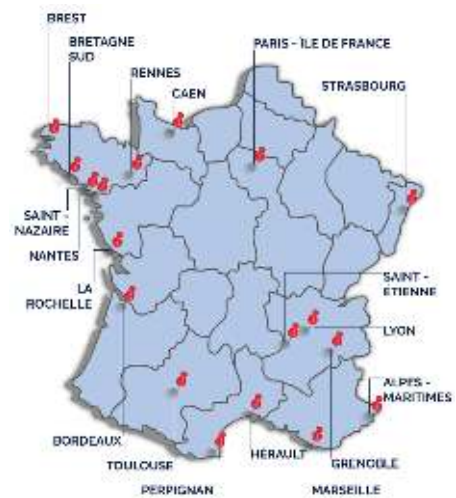 BREST
BRETAGNE
SUD
RENNES
CAEN
PARIS - ÎLE DE FRANCE
STRASBOURG
SAINT -
NAZAIRE
NANTES
LA
ROCHELLE
SAINT -
ETIENNE
LYON
ALPES -
MARITIMES
BORDEAUX
TOULOUSE
PERPIGNAN
HÉRAULT
GRENOBLE
MARSEILLE